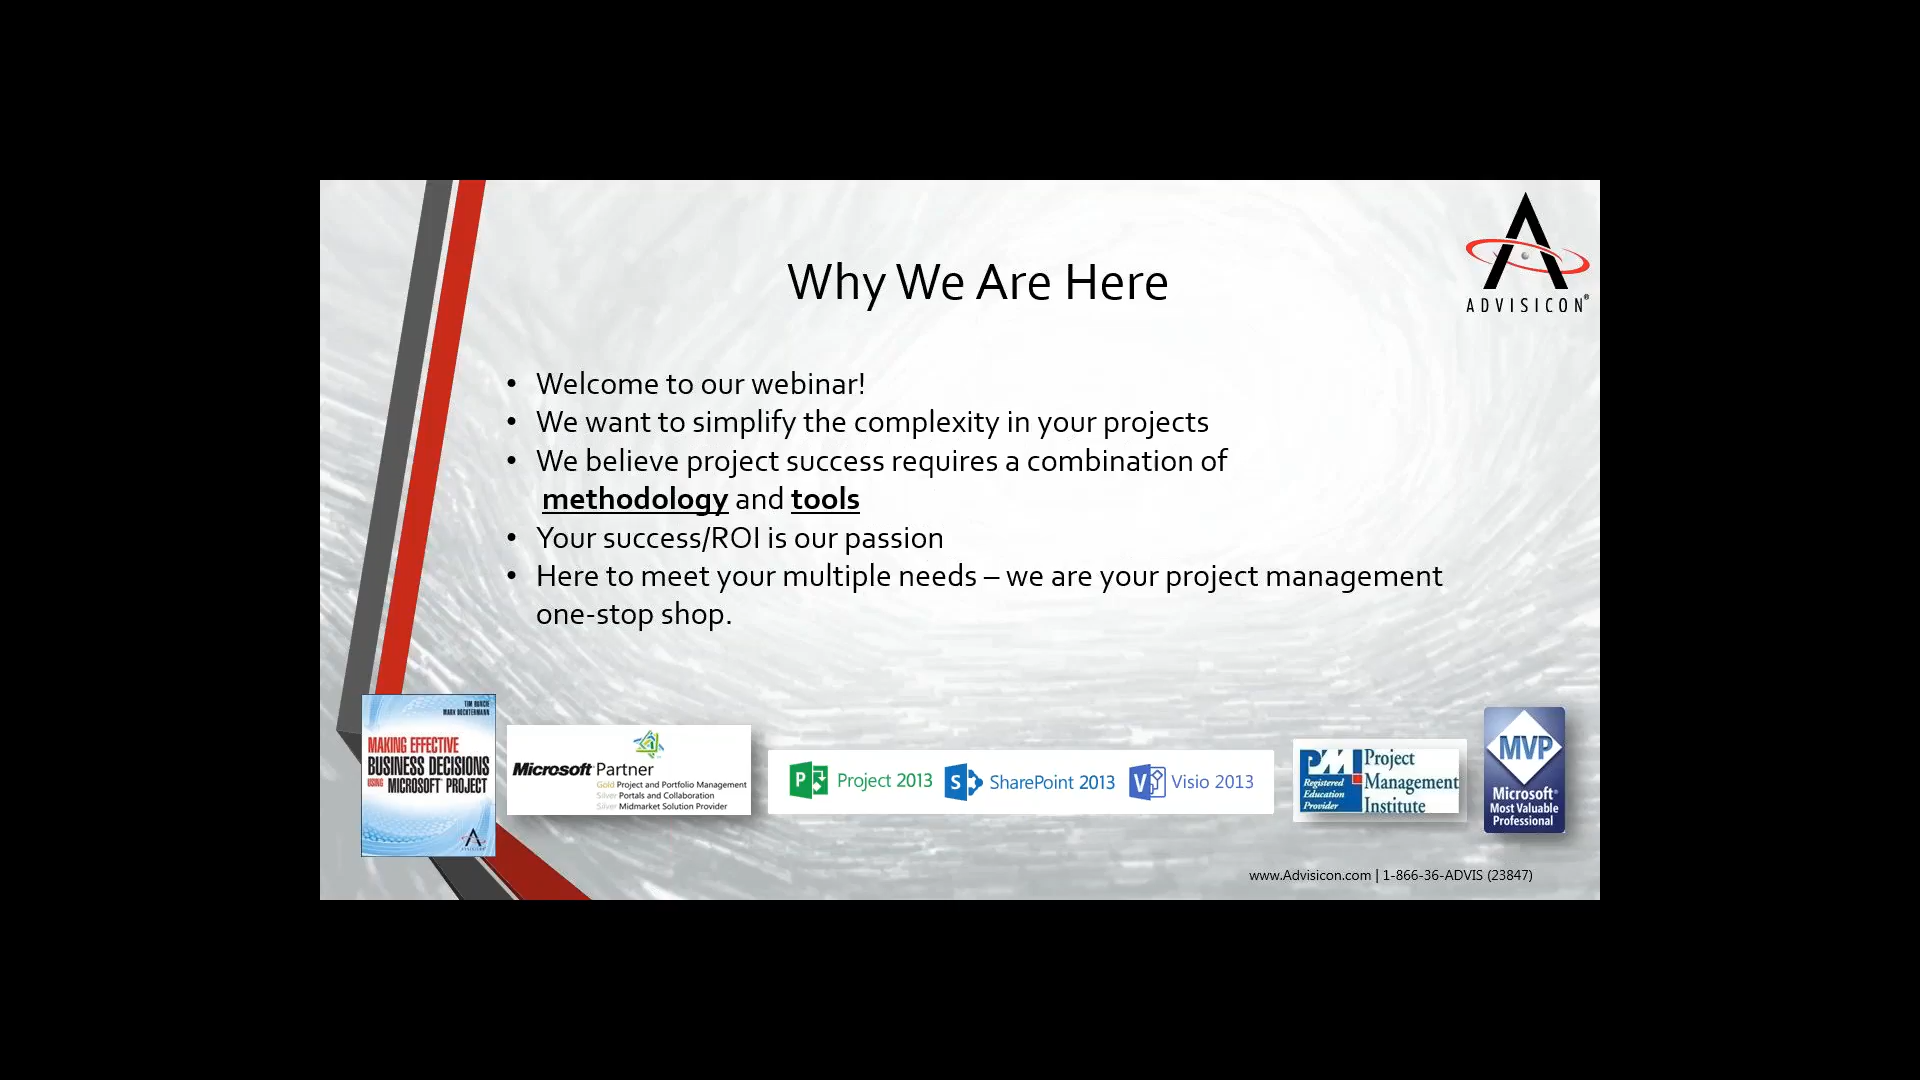 ADVISICON®
Why We Are Here
• Welcome to our webinar!
• We want to simplify the complexity in your projects
• We believe project success requires a combination of
methodology and tools
• Your success/ROI is our passion
• Here to meet your multiple needs – we are your project management
one-stop shop.
MARK DOCHTERMANN
MAKING EFFECTIVE
BUSINESS DECISIONS
USING MICROSOFT PROJECT
Microsoft Partner
Gold Project and Portfolio Management
Silver Portals and Collaboration
Silver Midmarket Solution Provider
Project 2013
SharePoint 2013
Visio 2013
PMI
Registered
Education
Provider
Project
Management
Institute
MVP
Microsoft®
Most Valuable
Professional
www.Advisicon.com | 1-866-36-ADVIS (23847)